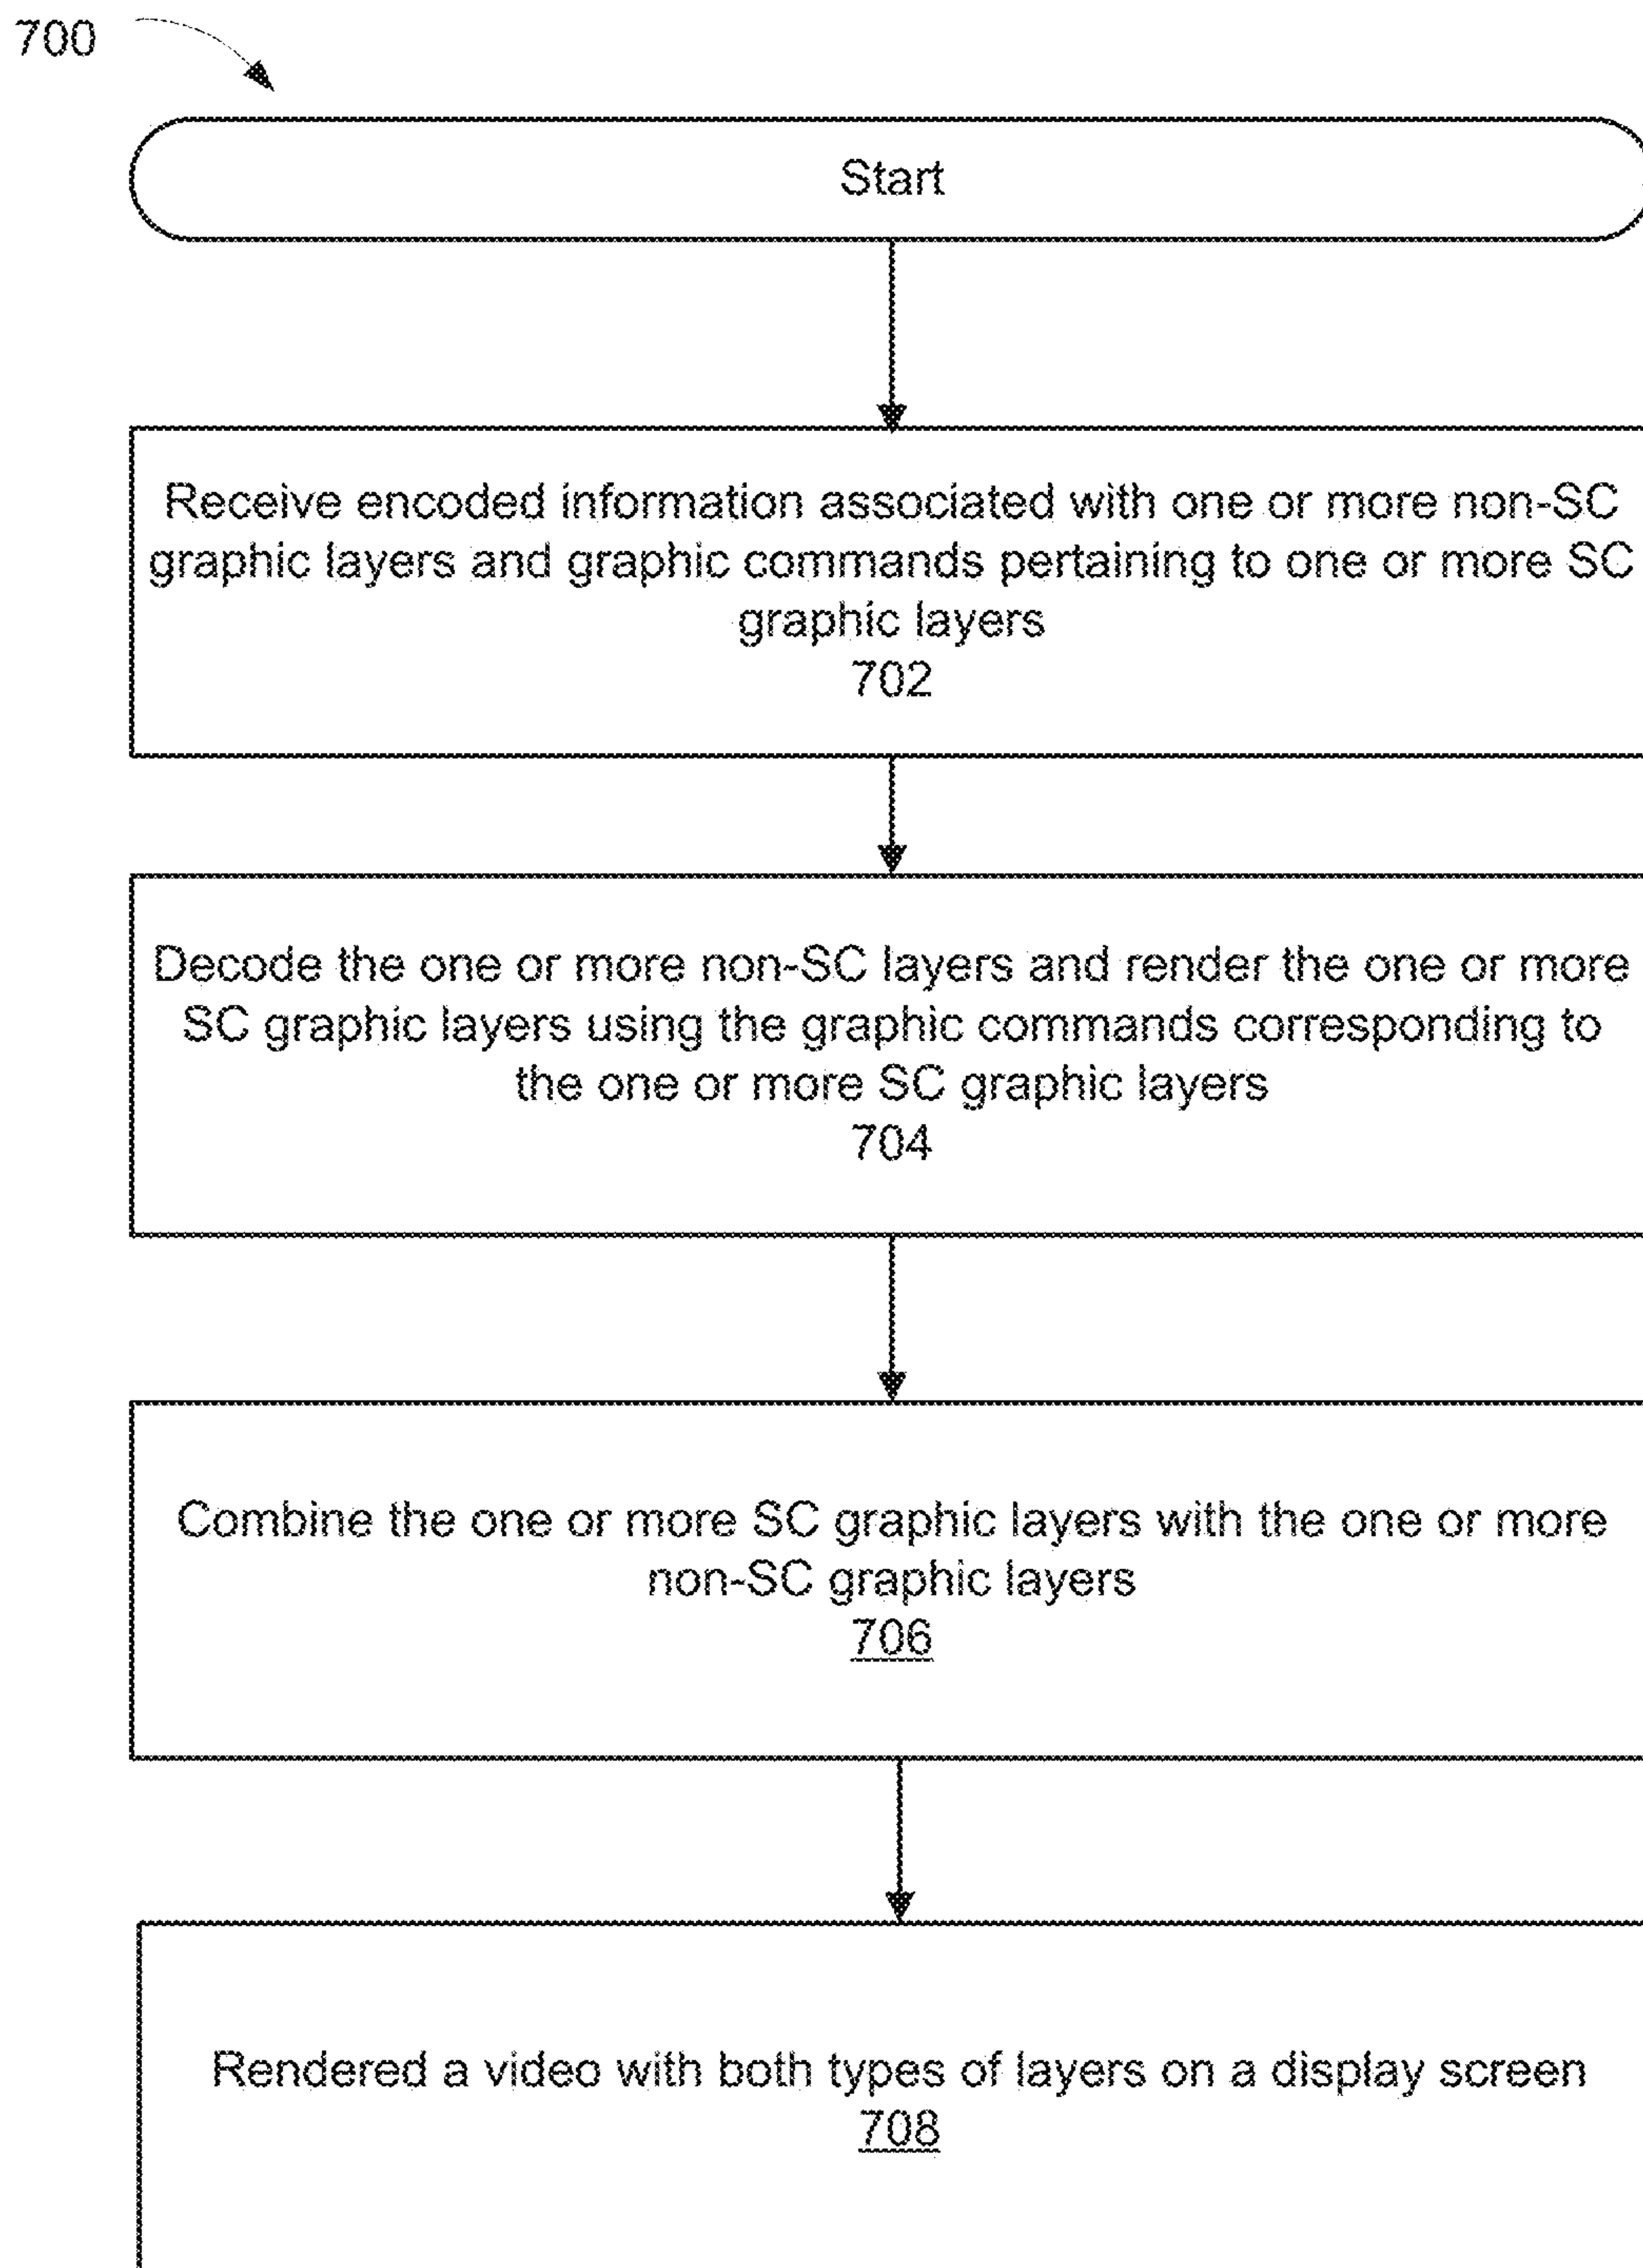 700
Start
Receive encoded information associated with one or more non-SC
graphic layers and graphic commands pertaining to one or more SC
graphic layers
702
Decode the one or more non-SC layers and render the one or more
SC graphic layers using the graphic commands corresponding to
the one or more SC graphic layers
704
Combine the one or more SC graphic layers with the one or more
non-SC graphic layers
706
Rendered a video with both types of layers on a display screen
708